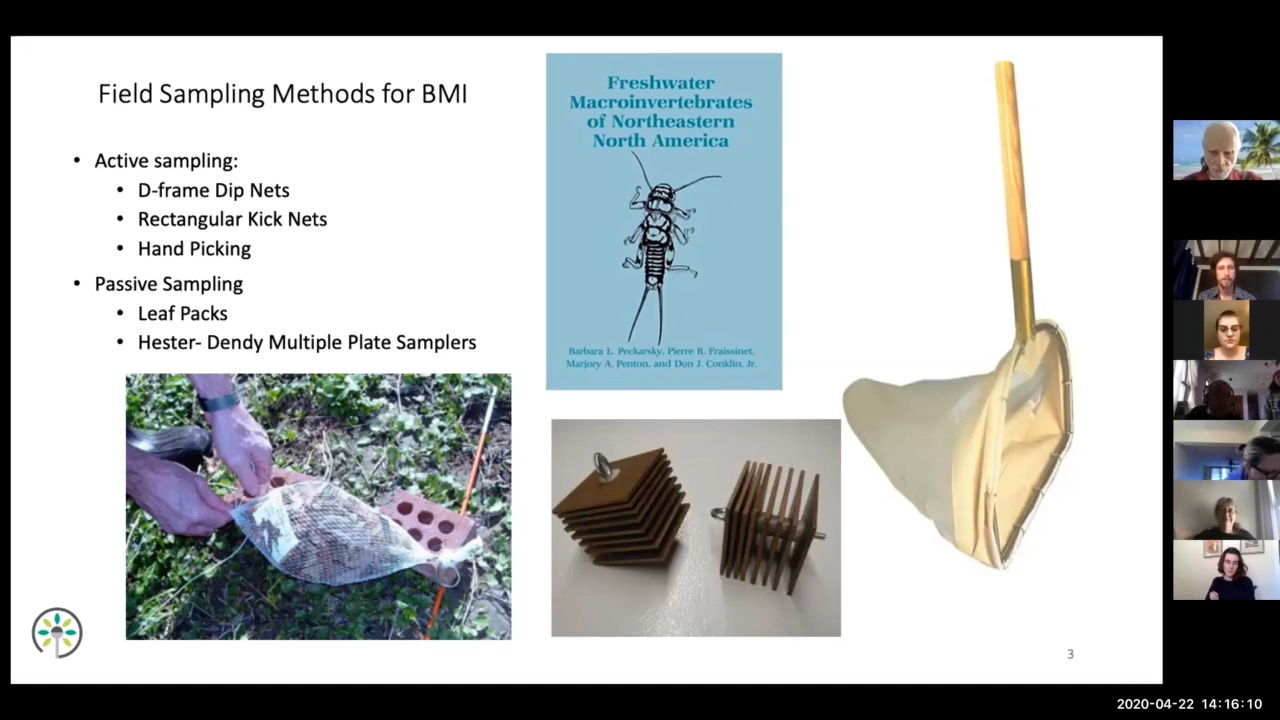 Field Sampling Methods for BMI
• Active sampling:
• D-frame Dip Nets
• Rectangular Kick Nets
• Hand Picking
• Passive Sampling
• Leaf Packs
• Hester- Dendy Multiple Plate Samplers
Freshwater
Macroinvertebrates
of Northeastern
North America
Barbara L. Peckarsky, Pierre R. Fraissinet,
Marjory A. Penton, and Don J. Conklin, Jr.
3
2020-04-22 14:16:10